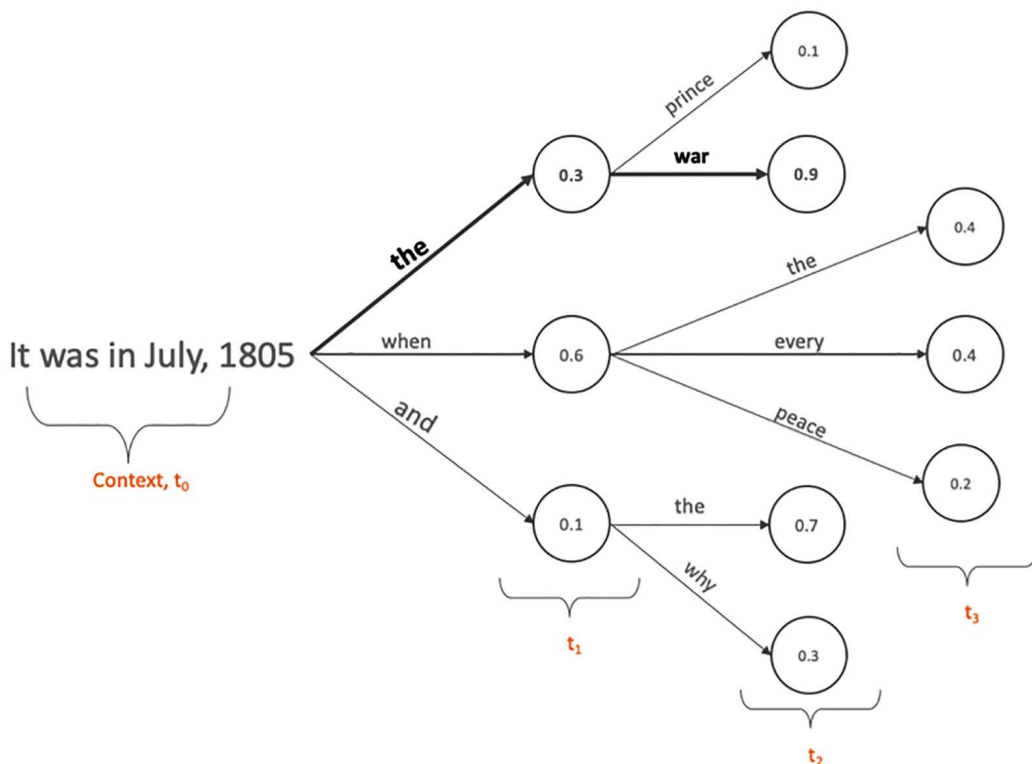 0.1
prince
war
0.3
0.9
the
0.4
the
It was in July, 1805
when
0.6
every
0.4
and
peace
Context, t₀
0.2
0.1
the
0.7
why
t₁
t₃
0.3
t₂